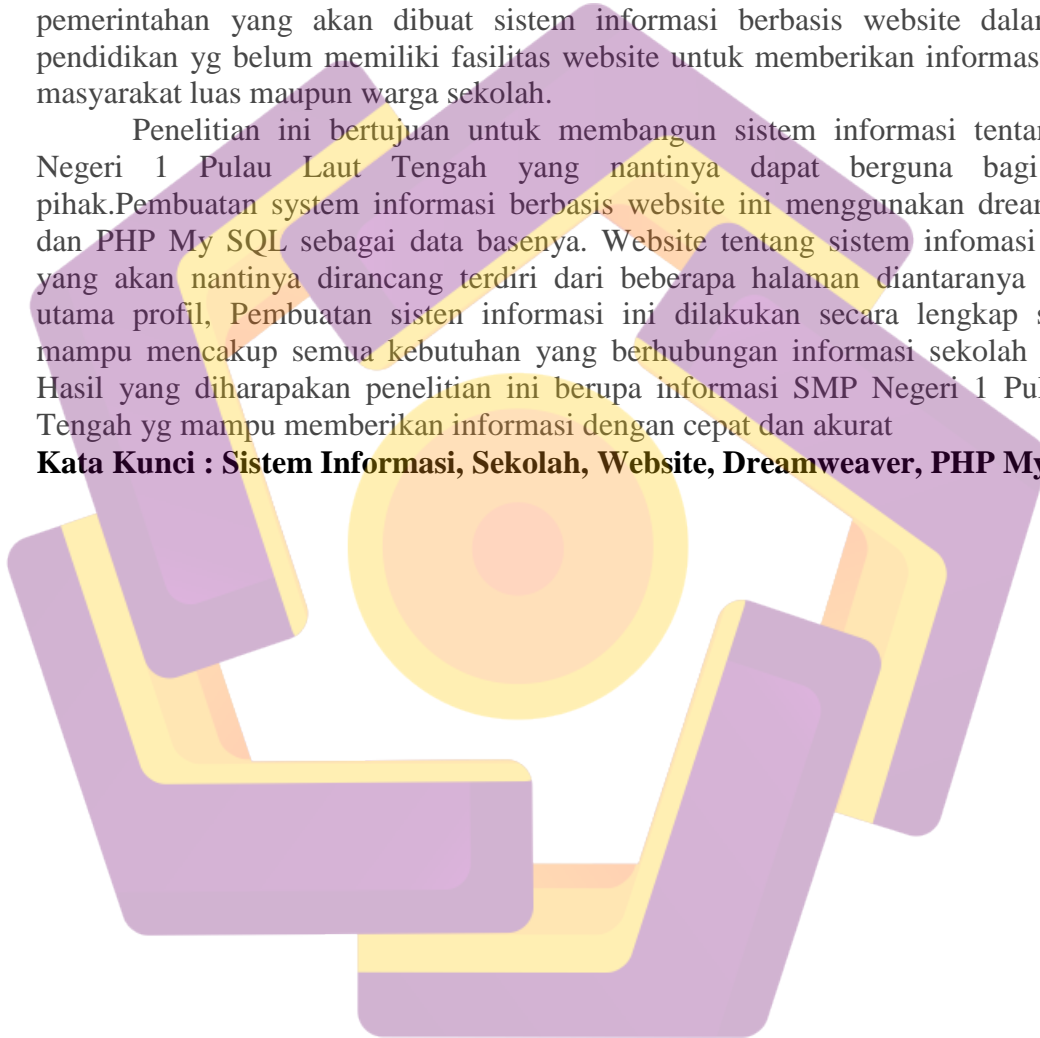 pemerintahan yang akan dibuat sistem informasi berbasis website dalam
pendidikan yg belum memiliki fasilitas website untuk memberikan informas
masyarakat luas maupun warga sekolah.
Penelitian ini bertujuan untuk membangun sistem informasi tentan
Negeri 1 Pulau Laut Tengah yang nantinya dapat berguna bagi
pihak.Pembuatan system informasi berbasis website ini menggunakan drea
dan PHP My SQL sebagai data basenya. Website tentang sistem infomasi
yang akan nantinya dirancang terdiri dari beberapa halaman diantaranya
utama profil, Pembuatan sisten informasi ini dilakukan secara lengkap s
mampu mencakup semua kebutuhan yang berhubungan informasi sekolah
Hasil yang diharapakan penelitian ini berupa informasi SMP Negeri 1 Pul
Tengah yg mampu memberikan informasi dengan cepat dan akurat
Kata Kunci : Sistem Informasi, Sekolah, Website, Dreamweaver, PHP My